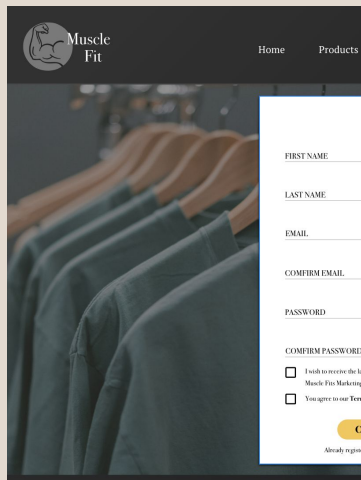 Muscle
Fit
Home Products
FIRST NAME
LAST NAME
EMAIL
COMFIRM EMAIL
PASSWORD
COMFIRM PASSWORD
I wish to receive the la
Muscle Fits Marketing
You agree to our Ter
C
Already regist